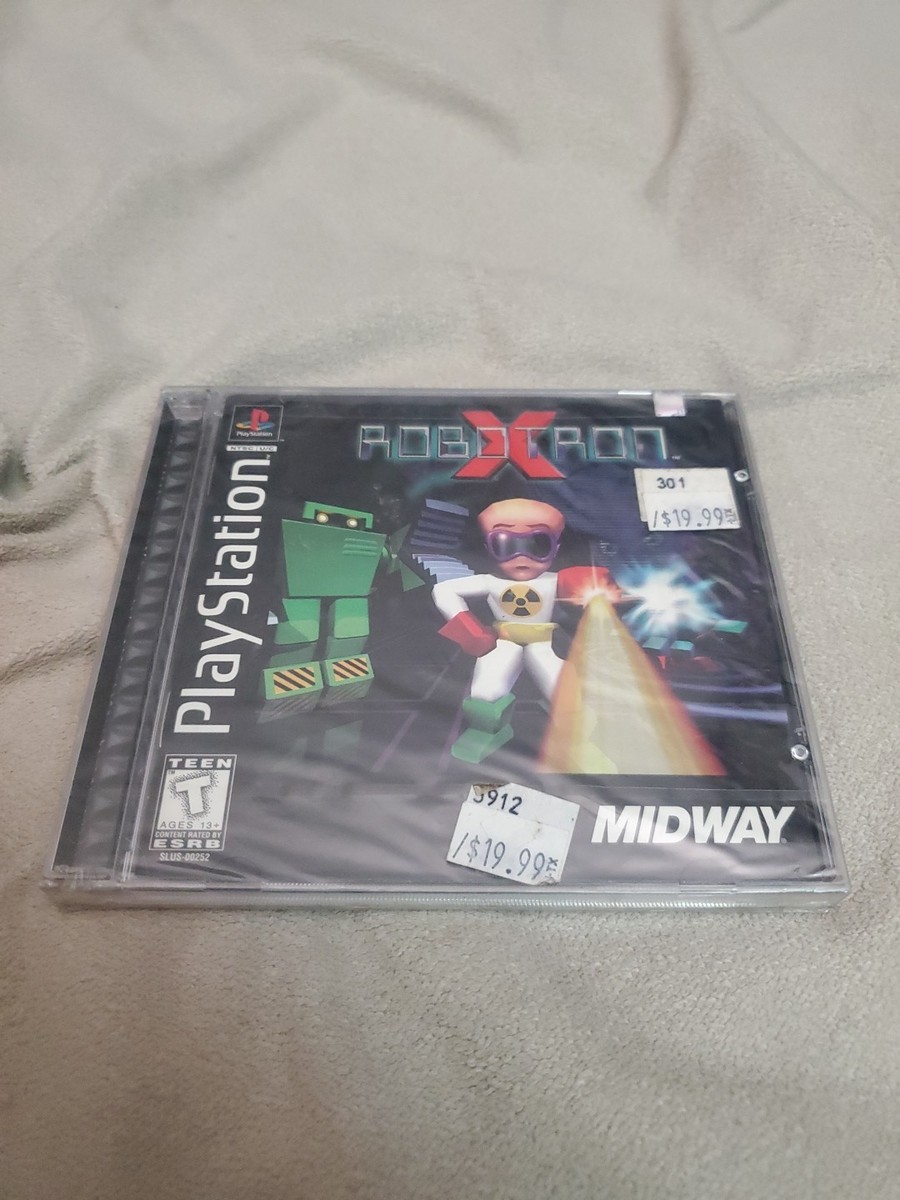 PlayStation
NTSC U/C
PlayStation
ROBOTRON X
301
/$19.99
TEEN
T
AGES 13+
CONTENT RATED BY
ESRB
SLUS-00252
/$19.99
MIDWAY